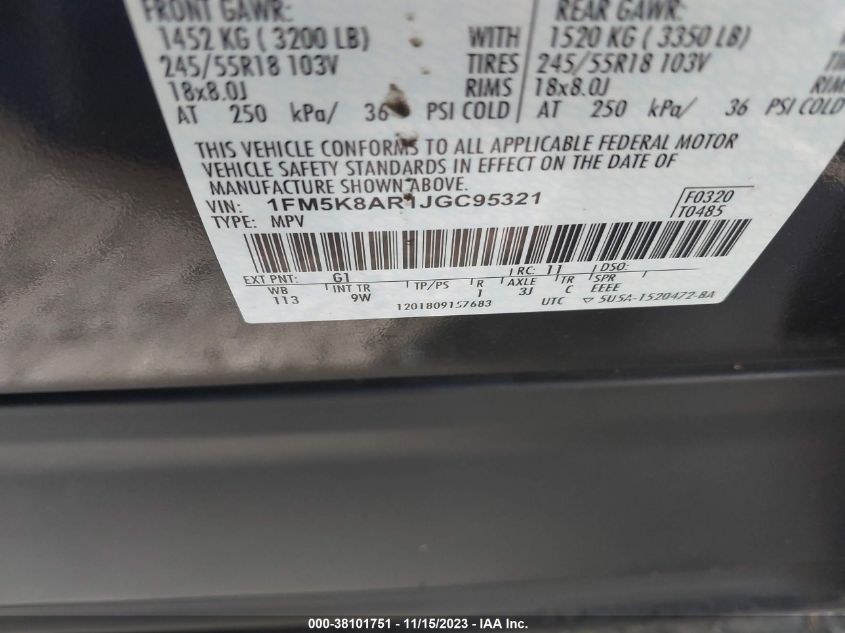 FRONT GAWR: REAR GAWR:
1452 KG ( 3200 LB) WITH 1520 KG ( 3350 LB)
245/55R18 103V TIRES 245/55R18 103V
18x8.0J RIMS 18x8.0J RIM
AT 250 kPa/ 36 PSI COLD AT 250 kPa/ 36 PSI COLD
THIS VEHICLE CONFORMS TO ALL APPLICABLE FEDERAL MOTOR
VEHICLE SAFETY STANDARDS IN EFFECT ON THE DATE OF
MANUFACTURE SHOWN ABOVE.
VIN: 1FM5K8AR1JGC95321 F0320
TYPE: MPV T0485
EXT PNT: G1 RC: 11 DSO:
WB INT TR TP/PS R AXLE TR SPR
113 9W 1 3J C EEEE
1201809157683 UTC ▽ 5U5A-1520472-BA
000-38101751 — 11/15/2023 — IAA Inc.